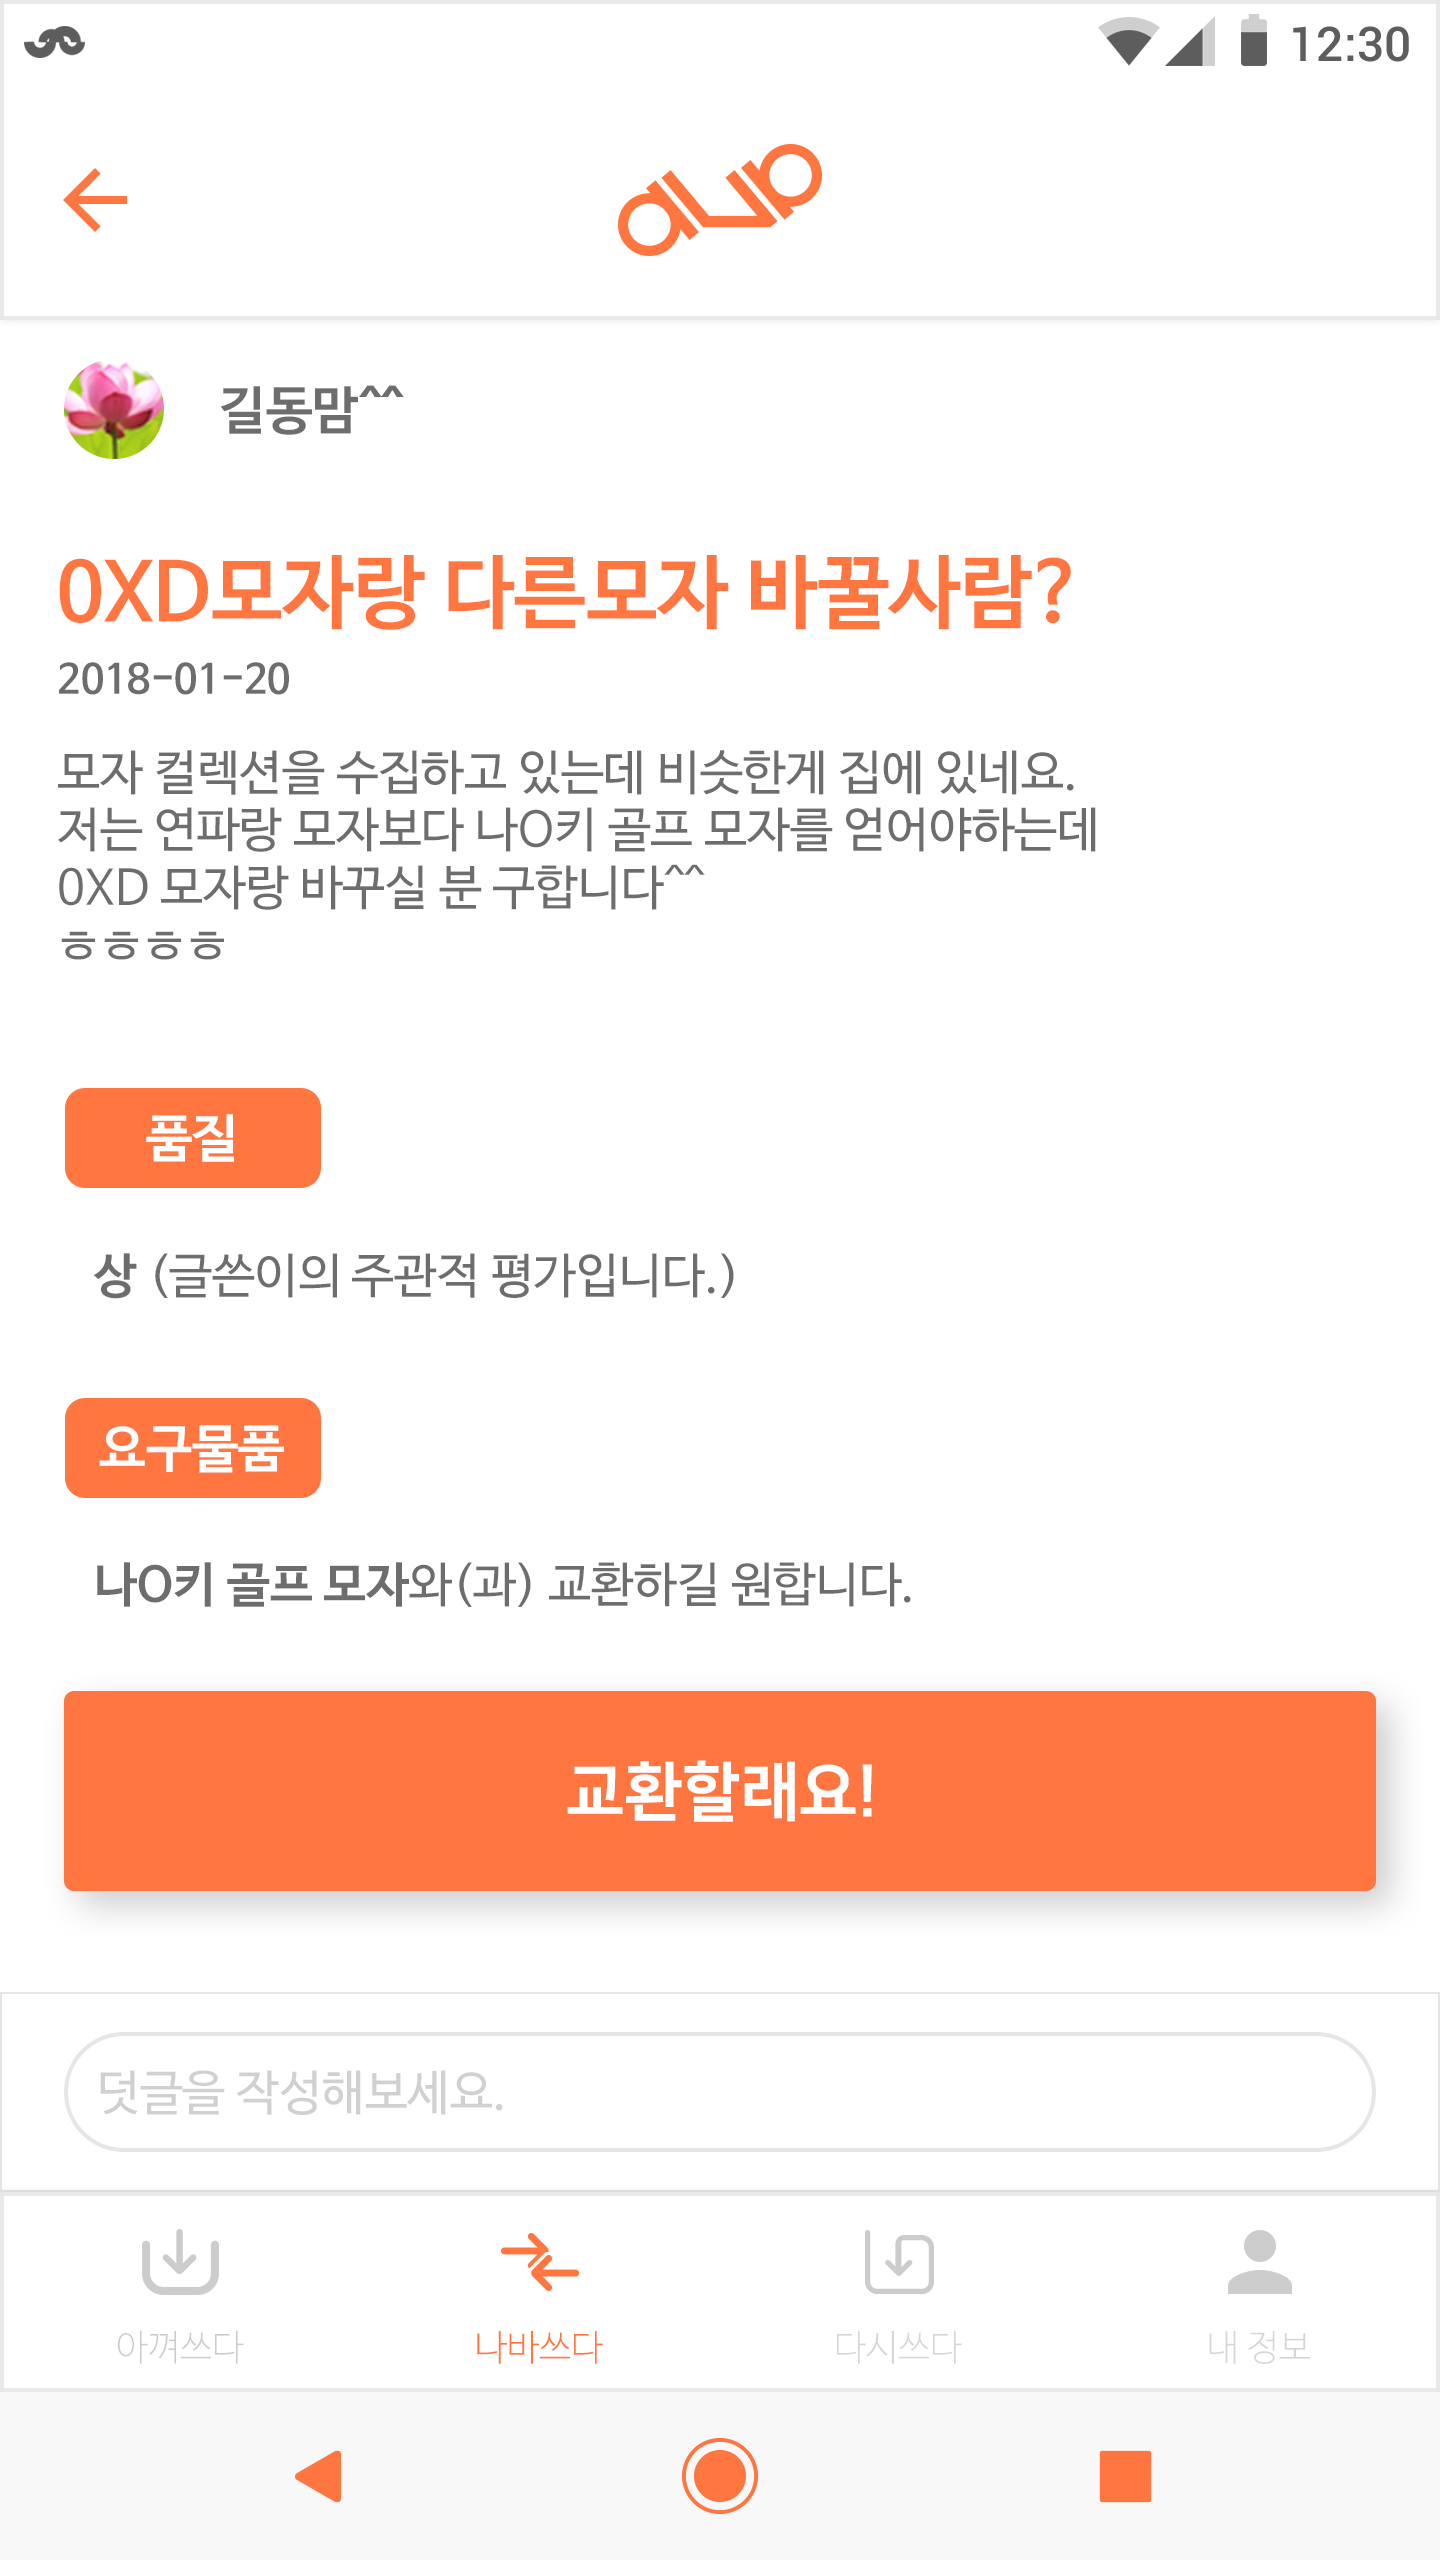 12:30
길동맘^^
0XD모자랑 다른모자 바꿀사람?
2018-01-20
모자 컬렉션을 수집하고 있는데 비슷한게 집에 있네요.
저는 연파랑 모자보다 나O키 골프 모자를 얻어야하는데
0XD 모자랑 바꾸실 분 구합니다^^
ㅎㅎㅎㅎ
품질
상 (글쓴이의 주관적 평가입니다.)
요구물품
나O키 골프 모자와(과) 교환하길 원합니다.
교환할래요!
덧글을 작성해보세요.
아껴쓰다 나바쓰다 다시쓰다 내 정보